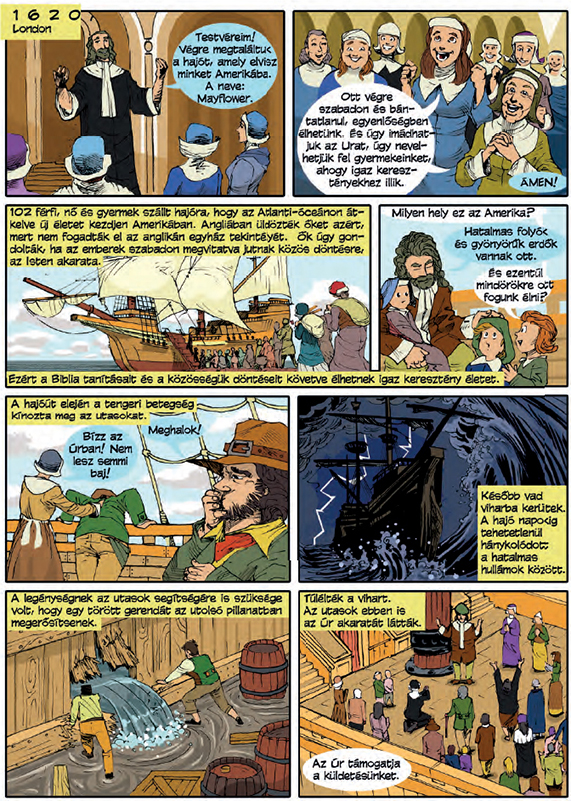 1620
London
Testvéreim!
Végre megtaláltuk
a hajót, amely elvisz
minket Amerikába.
A neve:
Mayflower.
Ott végre
szabadon és bán-
tatlanul, egyenlőségben
élhetünk. És úgy imádhat-
juk az Urat, úgy nevel-
hetjük fel gyermekeinket,
ahogy igaz keresz-
tényekhez illik.
ÁMEN!
102 férfi, nő és gyermek szállt hajóra, hogy az Atlanti-óceánon át-
kelve új életet kezdjen Amerikában. Angliában üldözték őket azért,
mert nem fogadták el az anglikán egyház tekintélyét. Ők úgy gon-
dolták, ha az emberek szabadon megvitatva jutnak közös döntésre,
az Isten akarata.
Ezért a Biblia tanításait és a közösségük döntéseit követve élhetnek igaz keresztény életet.
Milyen hely ez az Amerika?
Hatalmas folyók
és gyönyörűk erdők
vannak ott.
És ezentúl
mindörökre ott
fogunk élni?
A hajóút elején a tengeri betegség
kínozta meg az utasokat.
Bízz az
Úrban! Nem
lesz semmi
baj!
Meghalok!
Később vad
viharba kerültek.
A hajó napokig
tehetetlenül
hánykolódott
a hatalmas
hullámok között.
A legénységnek az utasok segítségére is szüksége
volt, hogy egy törött gerendát az utolsó pillanatban
megerősítsenek.
Túlélték a vihart.
Az utasok ebben is
az Úr akaratát látták.
Az Úr támogatja
a küldetésünket.